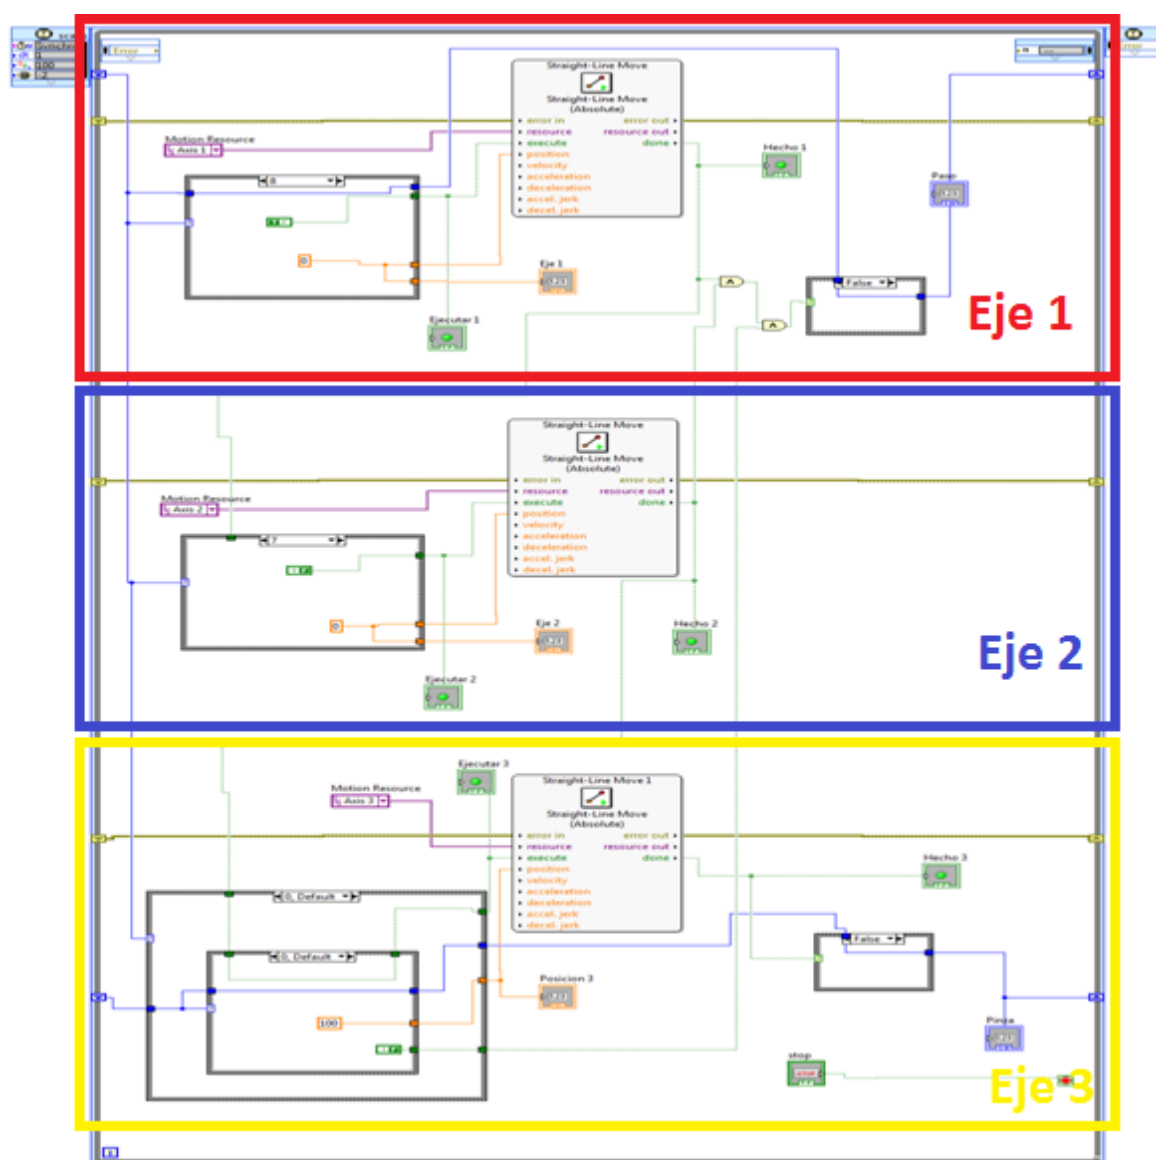 Error
Error
Straight-Line Move
Straight-Line Move
(Absolute)
error in error out
resource resource out
execute done
position
velocity
acceleration
deceleration
accel. jerk
decel. jerk
Motion Resource
Axis 1
8
0
Eje 1
Ejecutar 1
Hecho 1
Paso
False
Eje 1
Straight-Line Move
Straight-Line Move
(Absolute)
error in error out
resource resource out
execute done
position
velocity
acceleration
deceleration
accel. jerk
decel. jerk
Motion Resource
Axis 2
7
0
Eje 2
Hecho 2
Ejecutar 2
Eje 2
Ejecutar 3
Straight-Line Move 1
Straight-Line Move
(Absolute)
error in error out
resource resource out
execute done
position
velocity
acceleration
deceleration
accel. jerk
decel. jerk
Motion Resource
Axis 3
Hecho 3
0, Default
0, Default
False
100
Posicion 3
Pinza
stop
Eje 3
i